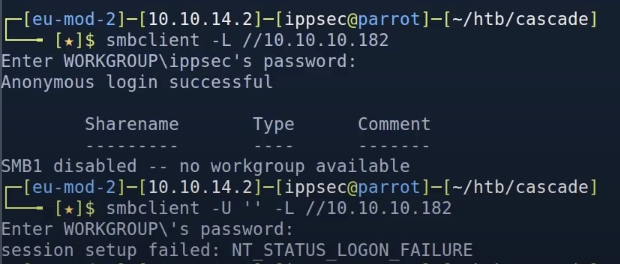 ┌─[eu-mod-2]─[10.10.14.2]─[ippsec@parrot]─[~/htb/cascade]
└──╼ [★]$ smbclient -L //10.10.10.182
Enter WORKGROUP\ippsec's password:
Anonymous login successful
Sharename Type Comment
--------- ---- -------
SMB1 disabled -- no workgroup available
┌─[eu-mod-2]─[10.10.14.2]─[ippsec@parrot]─[~/htb/cascade]
└──╼ [★]$ smbclient -U '' -L //10.10.10.182
Enter WORKGROUP\'s password:
session setup failed: NT_STATUS_LOGON_FAILURE